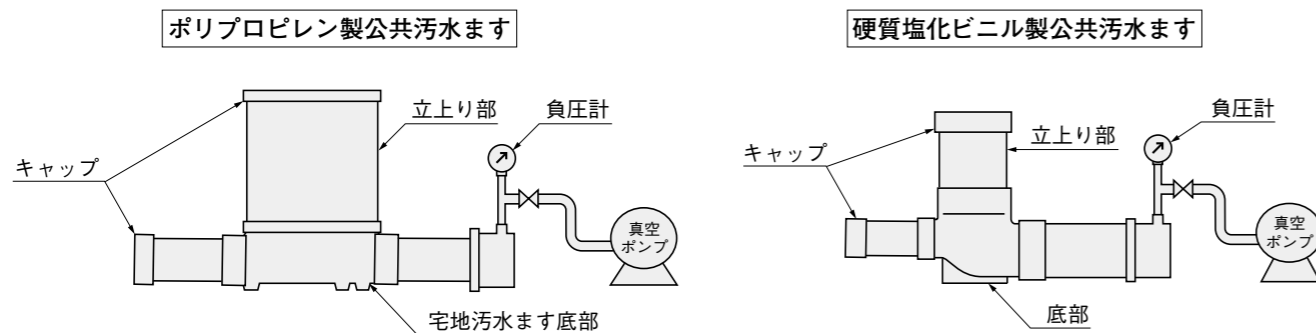 ポリプロピレン製公共汚水ます
立上り部
負圧計
キャップ
真空
ポンプ
宅地汚水ます底部
硬質塩化ビニル製公共汚水ます
負圧計
立上り部
キャップ
真空
ポンプ
底部